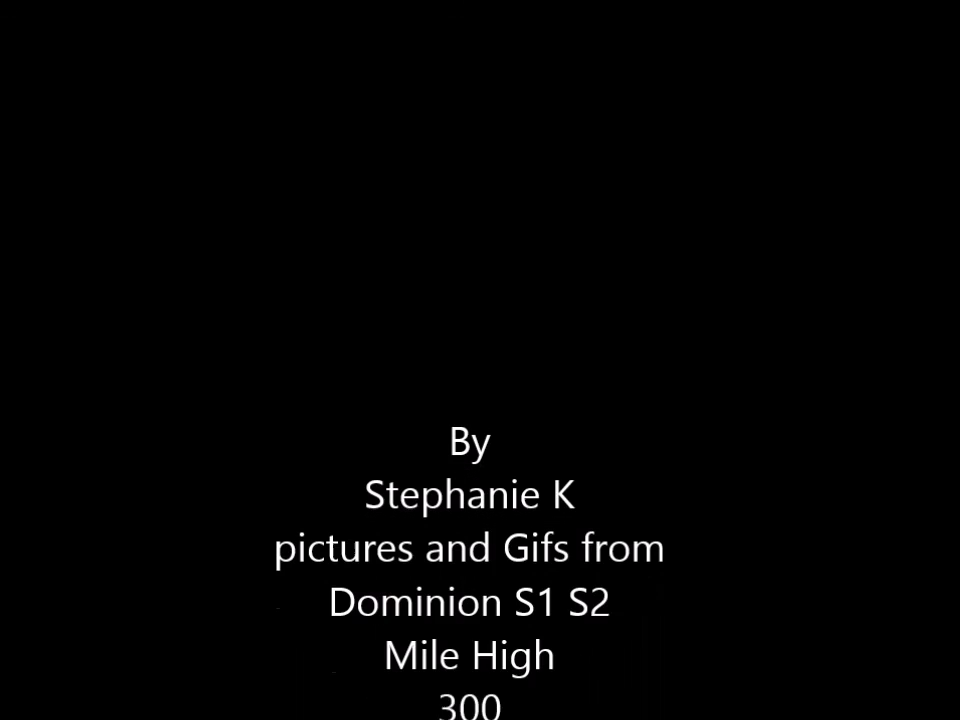 By
Stephanie K
pictures and Gifs from
Dominion S1 S2
Mile High
300